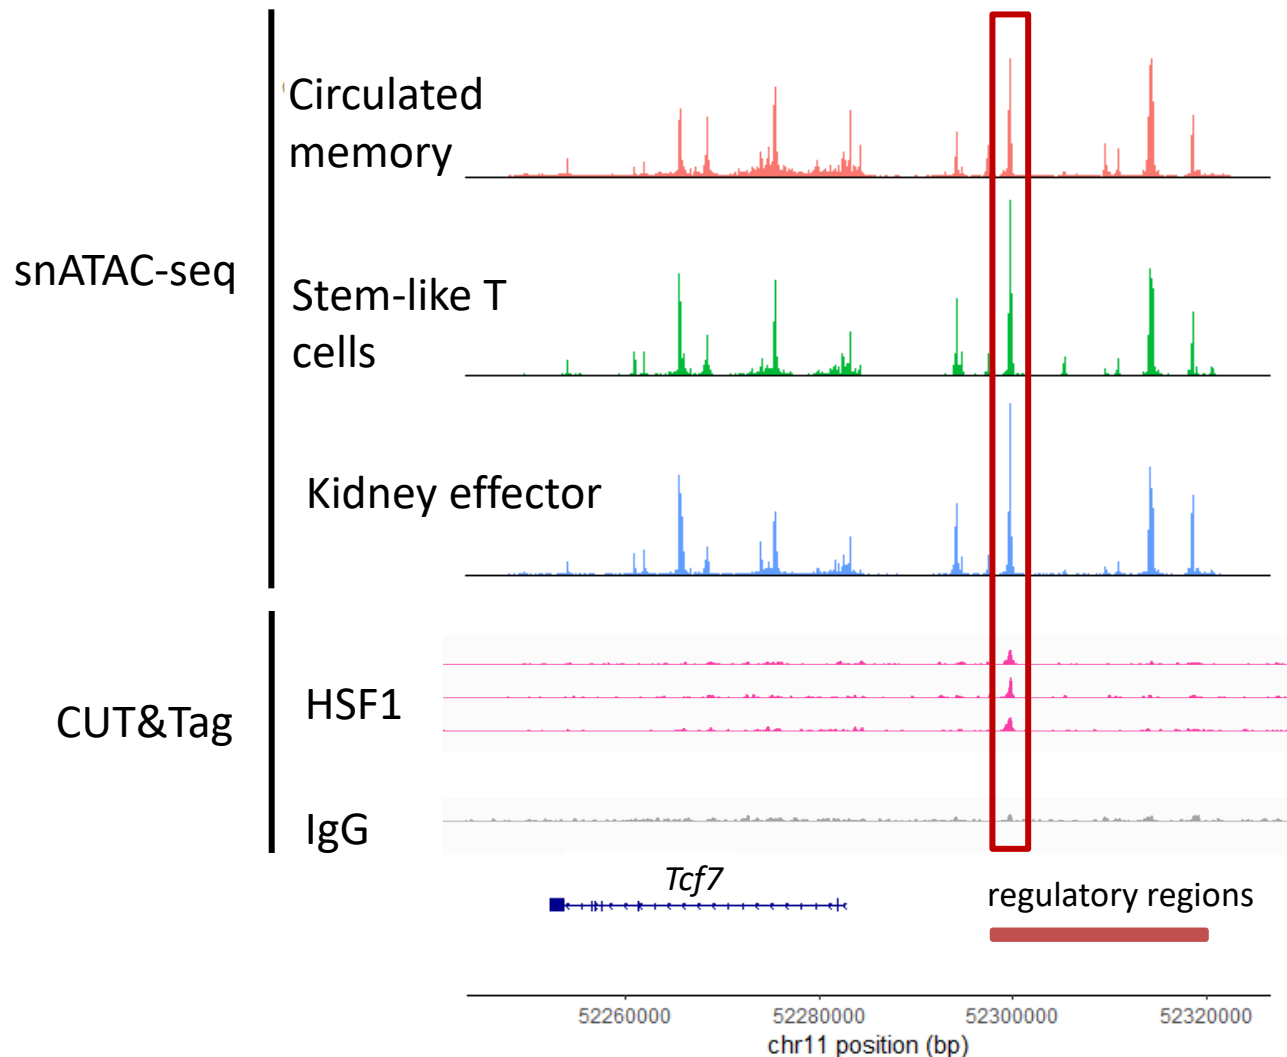 Circulated
memory
snATAC-seq
Stem-like T
cells
Kidney effector
CUT&Tag
HSF1
IgG
Tcf7
regulatory regions
52260000
52280000
52300000
52320000
chr11 position (bp)